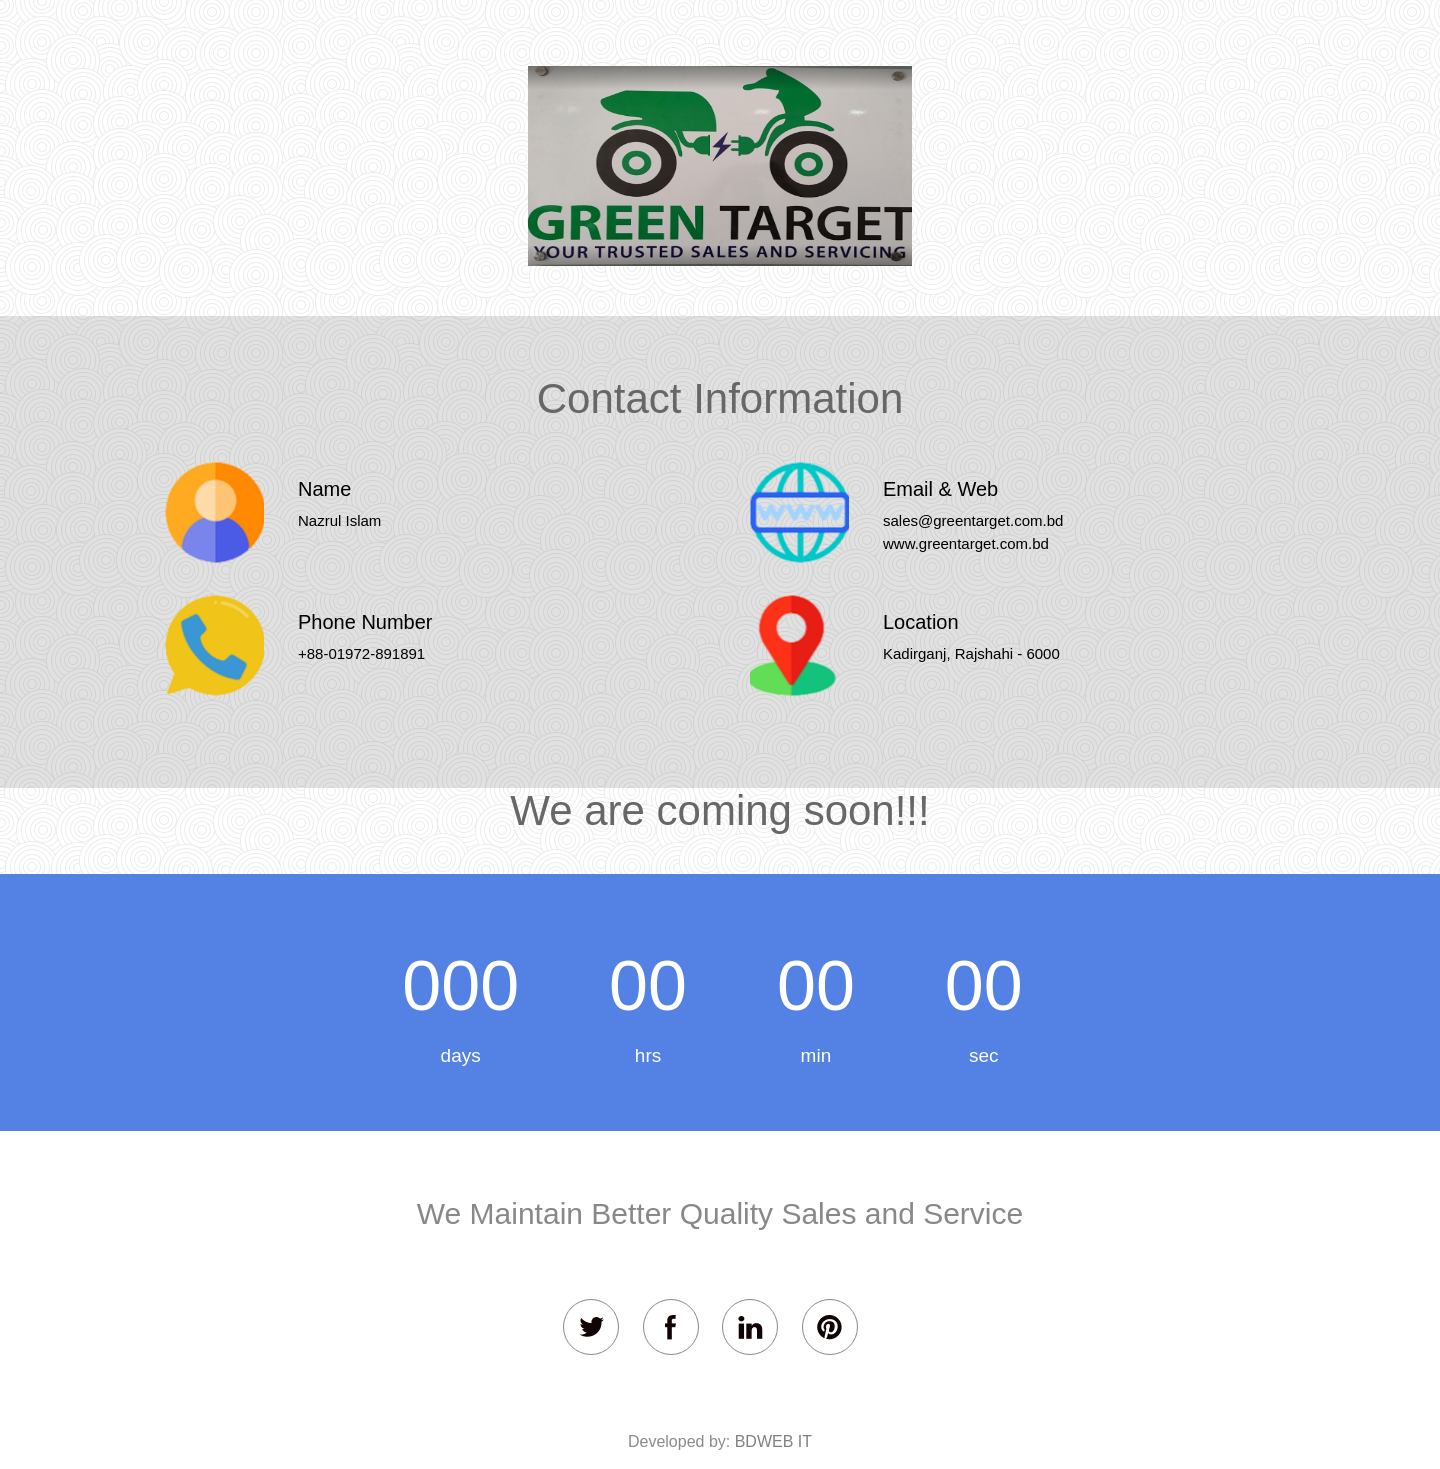 GREEN TARGET
YOUR TRUSTED SALES AND SERVICING
Contact Information
Name
Nazrul Islam
Email & Web
www
sales@greentarget.com.bd
www.greentarget.com.bd
Phone Number
+88-01972-891891
Location
Kadirganj, Rajshahi - 6000
We are coming soon!!!
000 00 00 00
days hrs min sec
We Maintain Better Quality Sales and Service
Developed by: BDWEB IT